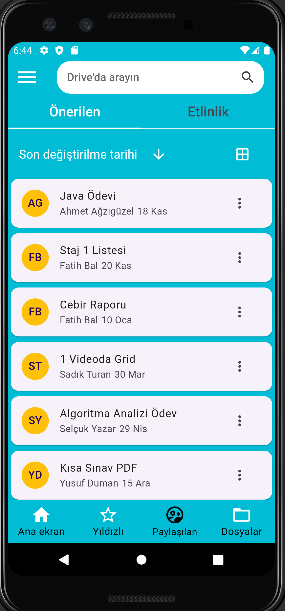 6:44
Drive'da arayın
Önerilen Etlinlik
Son değiştirilme tarihi
AG Java Ödevi
Ahmet Ağzıgüzel 18 Kas
FB Staj 1 Listesi
Fatih Bal 20 Kas
FB Cebir Raporu
Fatih Bal 10 Oca
ST 1 Videoda Grid
Sadık Turan 30 Mar
SY Algoritma Analizi Ödev
Selçuk Yazar 29 Nis
YD Kısa Sınav PDF
Yusuf Duman 15 Ara
Ana ekran Yıldızlı Paylaşılan Dosyalar